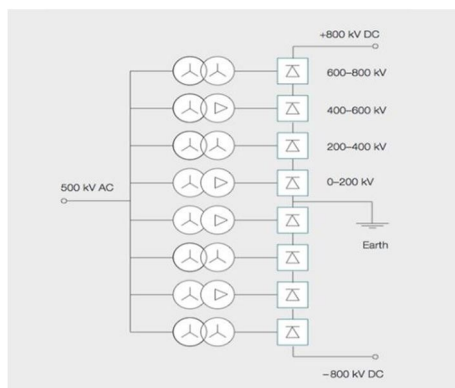 +800 kV DC
600–800 kV
400–600 kV
200–400 kV
500 kV AC
0–200 kV
Earth
−800 kV DC